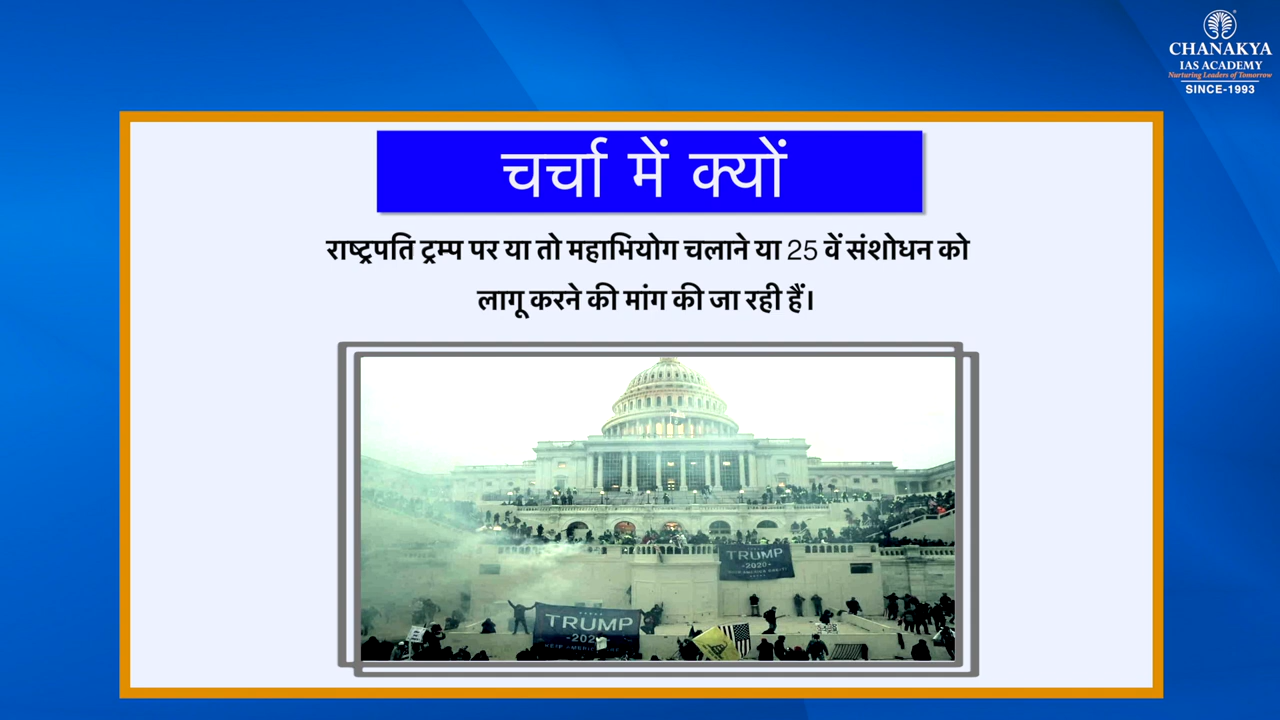 CHANAKYA
IAS ACADEMY
Nurturing Leaders of Tomorrow
SINCE-1993
चर्चा में क्यों
राष्ट्रपति ट्रम्प पर या तो महाभियोग चलाने या 25 वें संशोधन को
लागू करने की मांग की जा रही हैं।
TRUMP
-2020-
TRUMP
-202